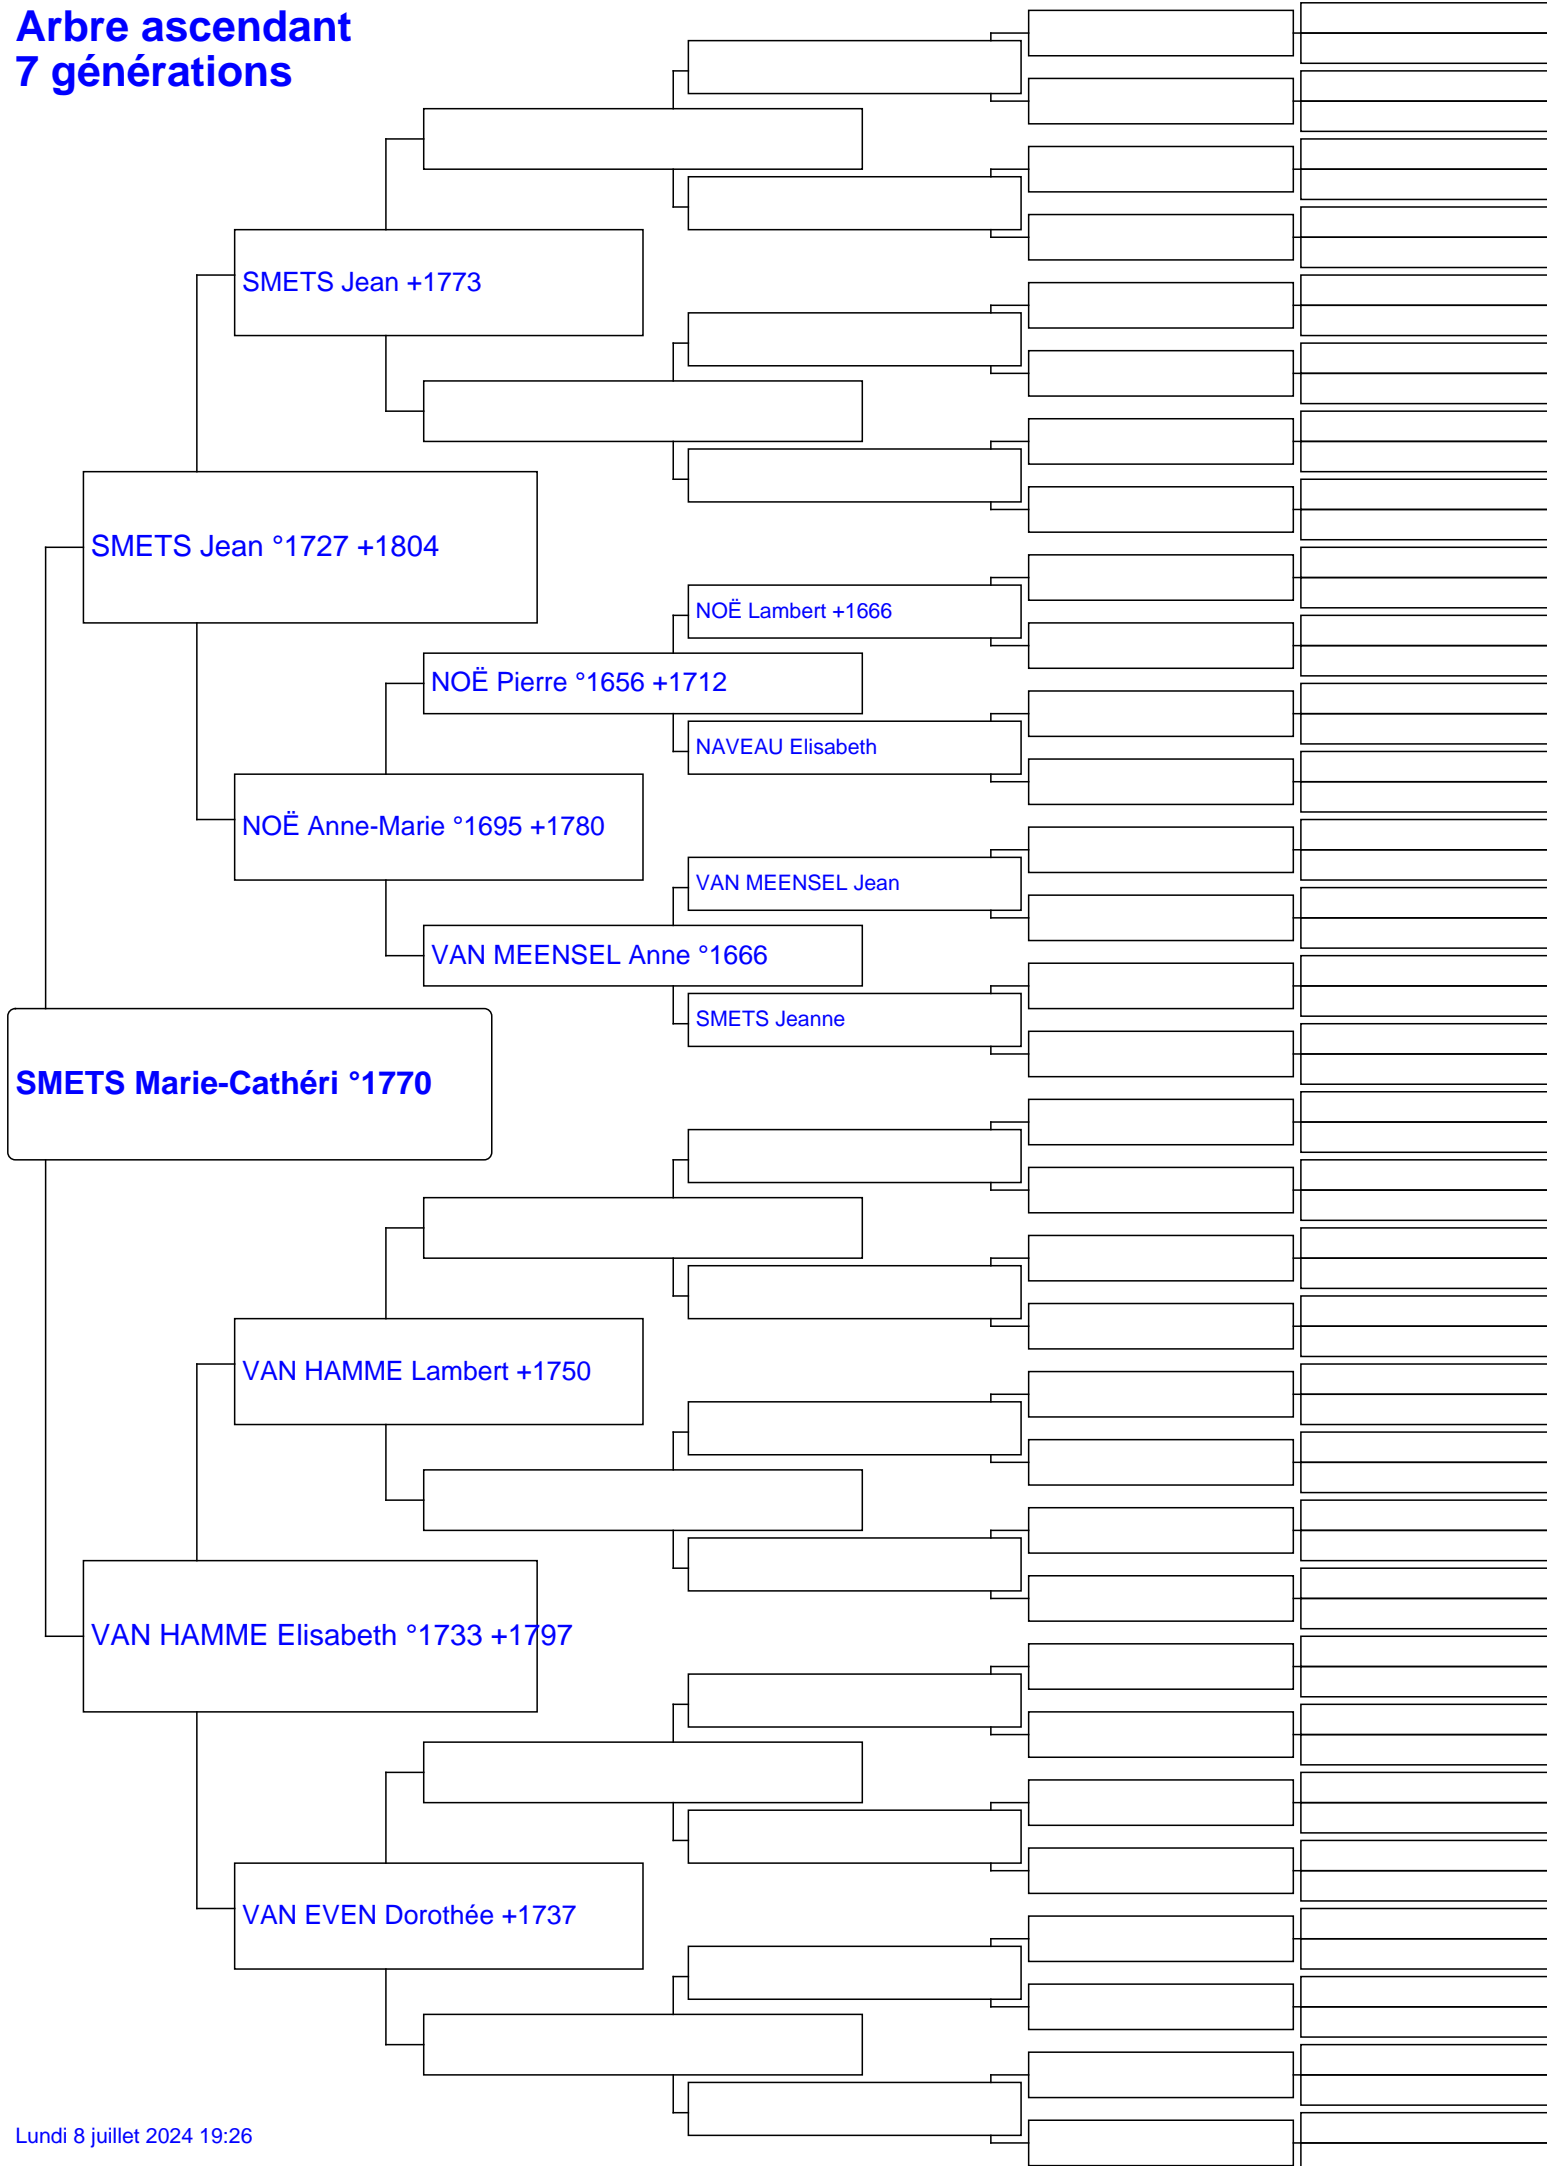 Arbre ascendant
7 générations
SMETS Jean +1773
SMETS Jean °1727 +1804
NOË Lambert +1666
NOË Pierre °1656 +1712
NAVEAU Elisabeth
NOË Anne-Marie °1695 +1780
VAN MEENSEL Jean
VAN MEENSEL Anne °1666
SMETS Jeanne
SMETS Marie-Cathéri °1770
VAN HAMME Lambert +1750
VAN HAMME Elisabeth °1733 +1797
VAN EVEN Dorothée +1737
Lundi 8 juillet 2024 19:26